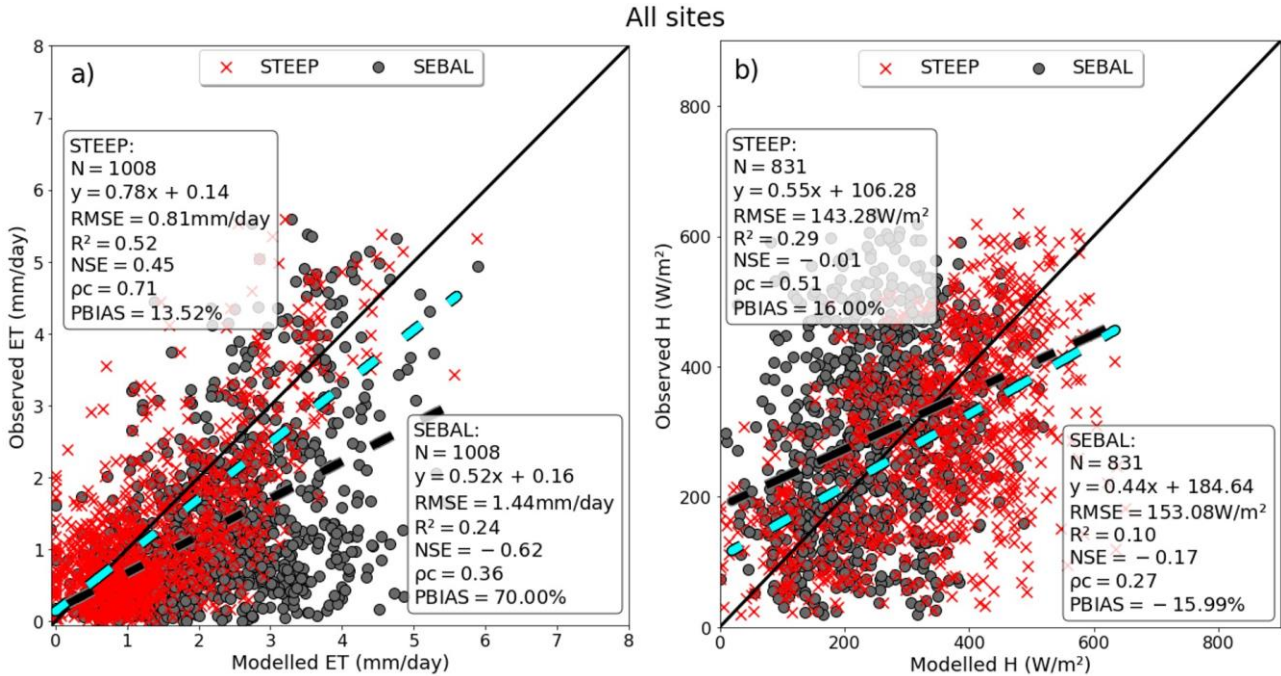 All sites
a)
STEEP SEBAL
STEEP:
N = 1008
y = 0.78x + 0.14
RMSE = 0.81mm/day
R² = 0.52
NSE = 0.45
ρc = 0.71
PBIAS = 13.52%
SEBAL:
N = 1008
y = 0.52x + 0.16
RMSE = 1.44mm/day
R² = 0.24
NSE = − 0.62
ρc = 0.36
PBIAS = 70.00%
Observed ET (mm/day)
8
7
6
5
4
3
2
1
0
0 1 2 3 4 5 6 7 8
Modelled ET (mm/day)
b)
STEEP SEBAL
STEEP:
N = 831
y = 0.55x + 106.28
RMSE = 143.28W/m²
R² = 0.29
NSE = − 0.01
ρc = 0.51
PBIAS = 16.00%
SEBAL:
N = 831
y = 0.44x + 184.64
RMSE = 153.08W/m²
R² = 0.10
NSE = − 0.17
ρc = 0.27
PBIAS = − 15.99%
Observed H (W/m²)
800
600
400
200
0
0 200 400 600 800
Modelled H (W/m²)